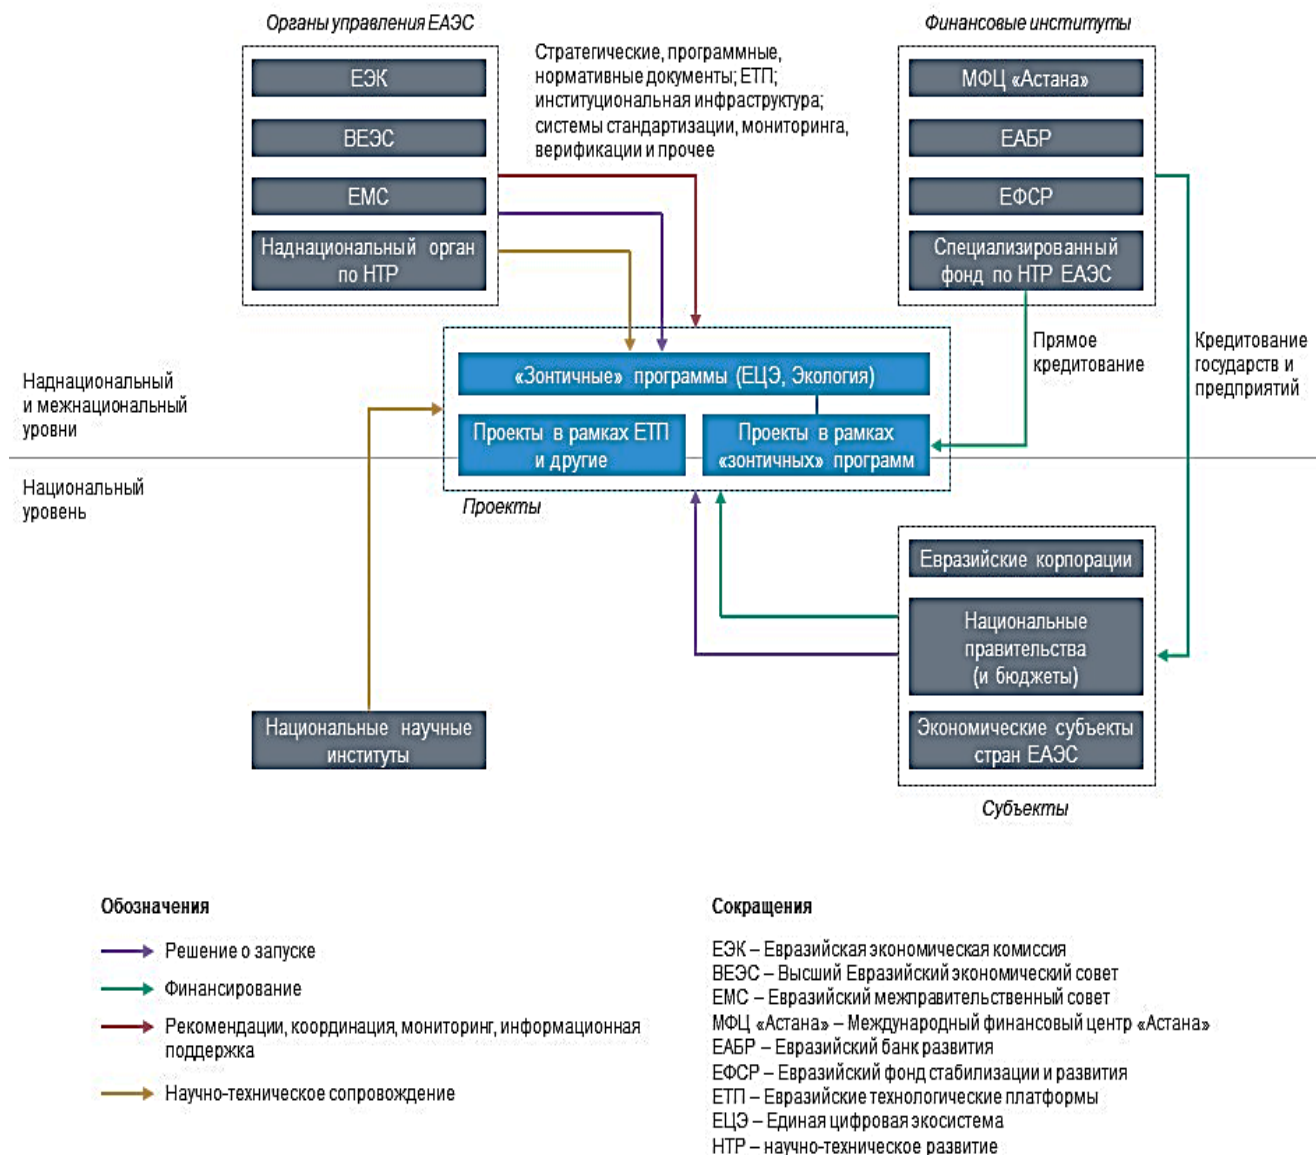 Органы управления ЕАЭС
ЕЭК
ВЕЭС
ЕМС
Наднациональный орган
по НТР
Стратегические, программные,
нормативные документы; ЕТП;
институциональная инфраструктура;
системы стандартизации, мониторинга,
верификации и прочее
Финансовые институты
МФЦ «Астана»
ЕАБР
ЕФСР
Специализированный
фонд по НТР ЕАЭС
Прямое
кредитование
Кредитование
государств и
предприятий
Наднациональный
и межнациональный
уровни
Национальный
уровень
«Зонтичные» программы (ЕЦЭ, Экология)
Проекты в рамках ЕТП
и другие
Проекты в рамках
«зонтичных» программ
Проекты
Национальные научные
институты
Евразийские корпорации
Национальные
правительства
(и бюджеты)
Экономические субъекты
стран ЕАЭС
Субъекты
Обозначения
Решение о запуске
Финансирование
Рекомендации, координация, мониторинг, информационная
поддержка
Научно-техническое сопровождение
Сокращения
ЕЭК – Евразийская экономическая комиссия
ВЕЭС – Высший Евразийский экономический совет
ЕМС – Евразийский межправительственный совет
МФЦ «Астана» – Международный финансовый центр «Астана»
ЕАБР – Евразийский банк развития
ЕФСР – Евразийский фонд стабилизации и развития
ЕТП – Евразийские технологические платформы
ЕЦЭ – Единая цифровая экосистема
НТР – научно-техническое развитие